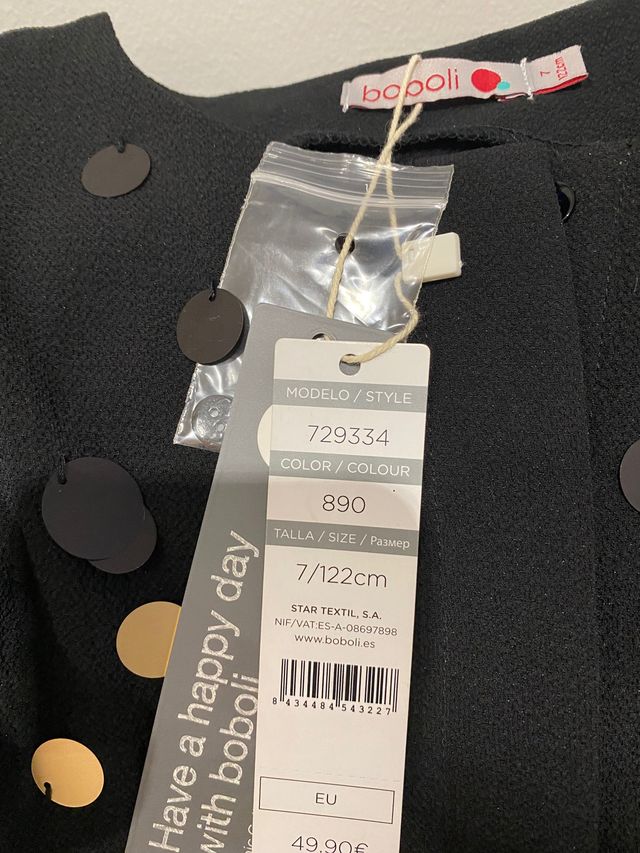 boboli
7
122cm
MODELO / STYLE
729334
COLOR / COLOUR
890
TALLA / SIZE / Размер
7/122cm
STAR TEXTIL, S.A.
NIF/VAT:ES-A-08697898
www.boboli.es
8 434484 543227
EU
49,90€
Have a happy day
with boboli